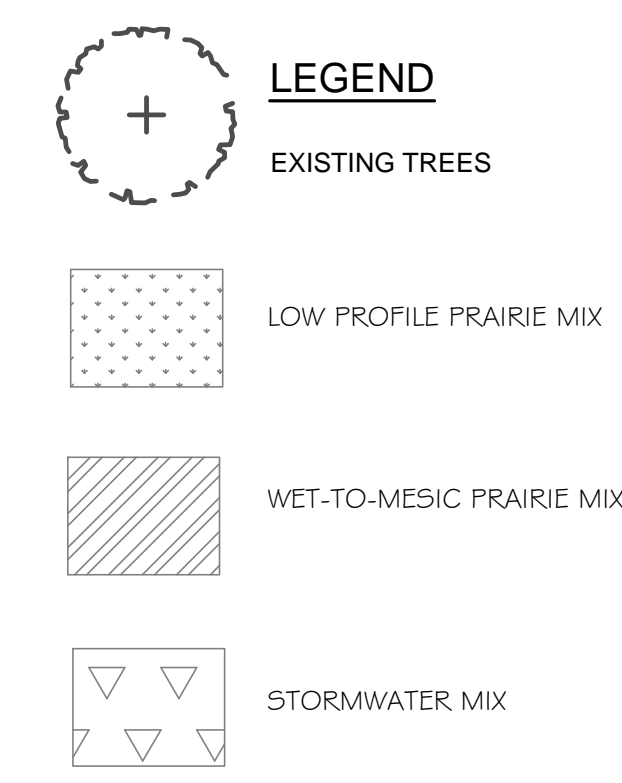 LEGEND
EXISTING TREES
LOW PROFILE PRAIRIE MIX
WET-TO-MESIC PRAIRIE MIX
STORMWATER MIX